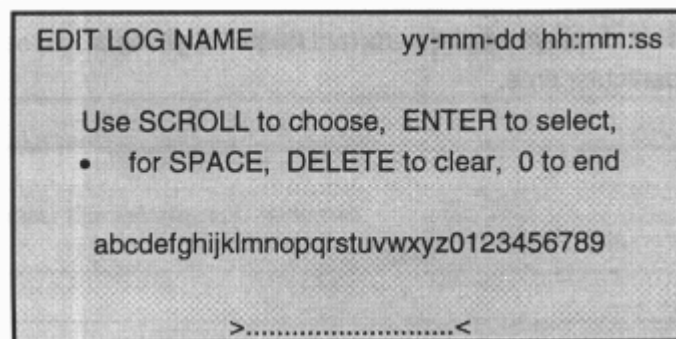 EDIT LOG NAME yy-mm-dd hh:mm:ss
Use SCROLL to choose, ENTER to select,
• for SPACE, DELETE to clear, 0 to end
abcdefghijklmnopqrstuvwxyz0123456789
>...........................<